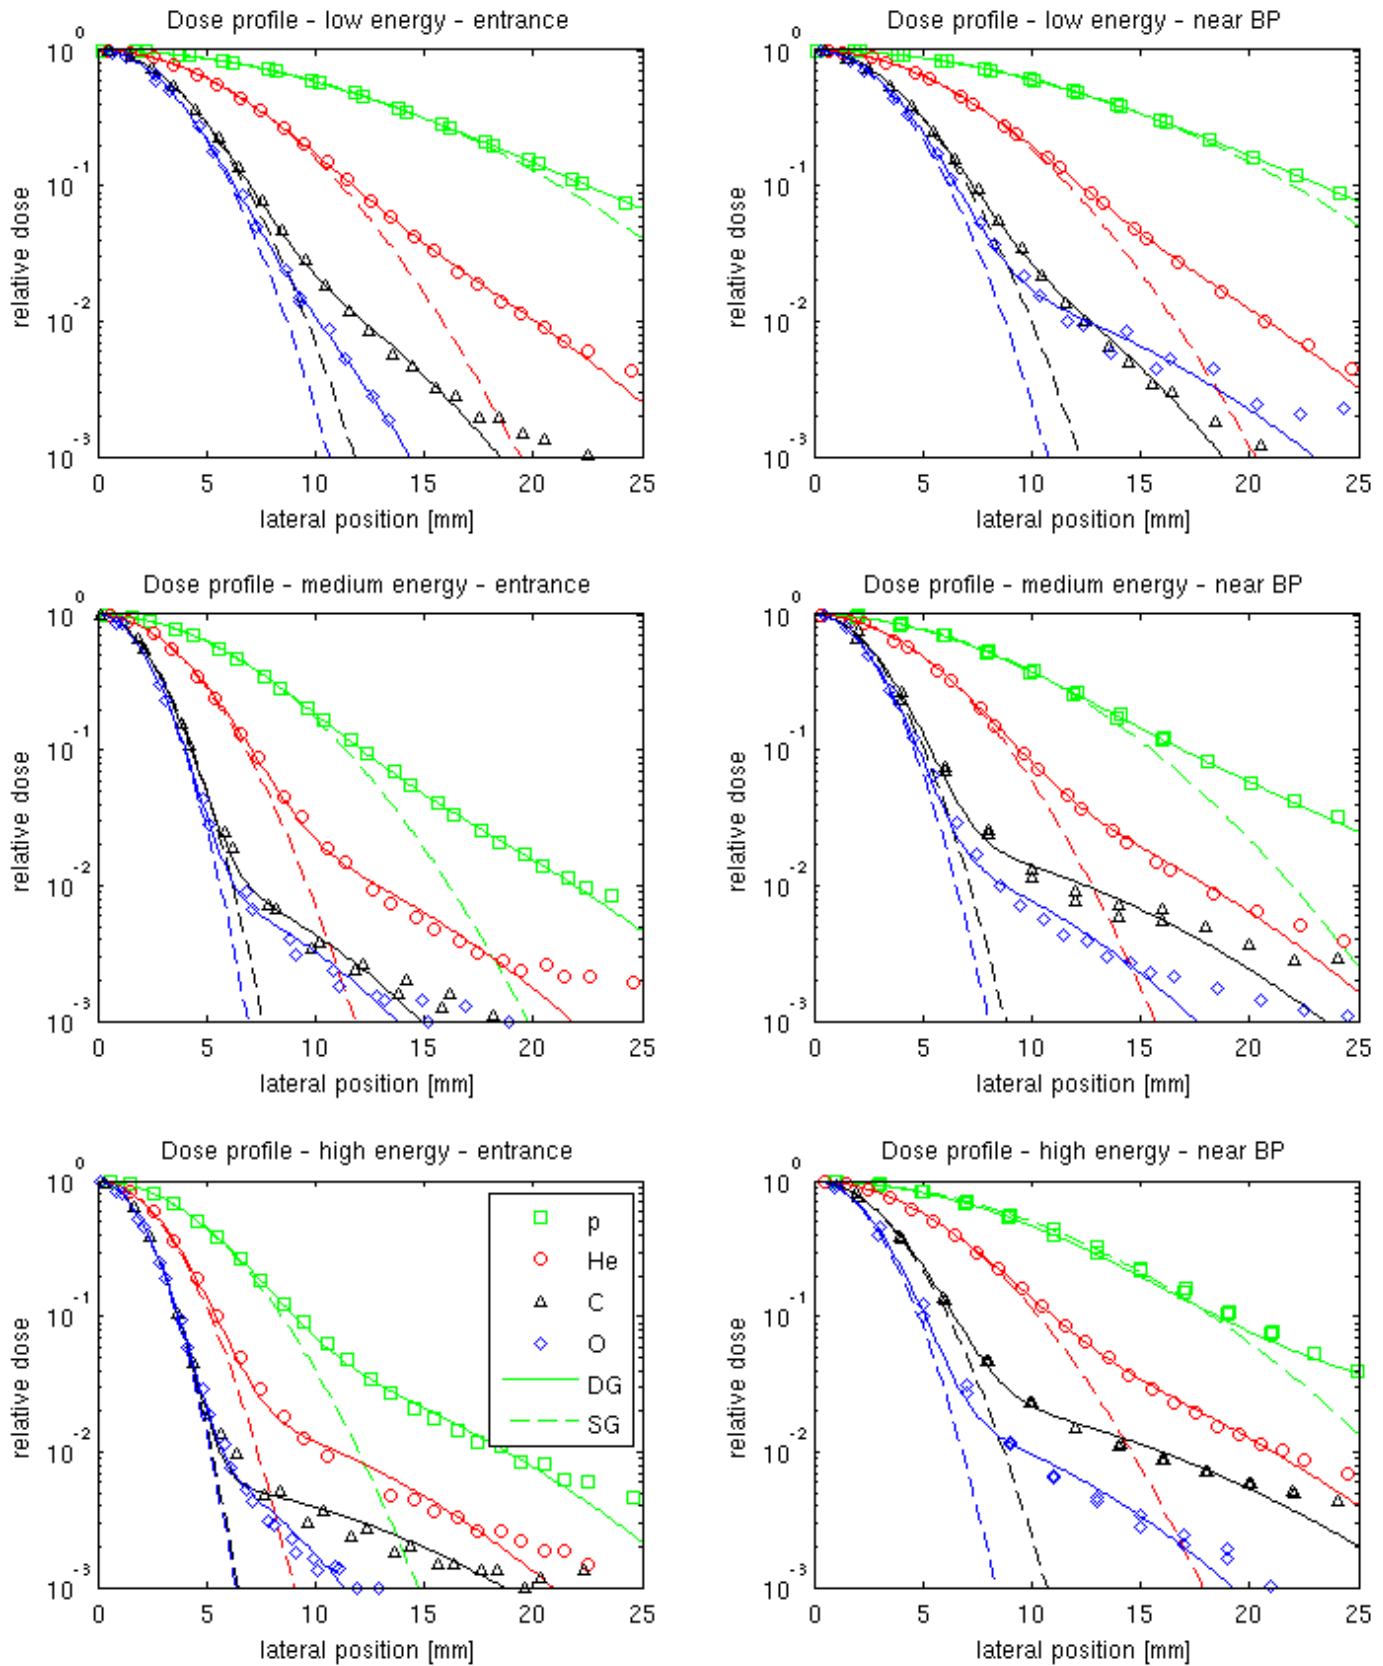 Dose profile - low energy - entrance
10^0
10^-1
10^-2
10^-3
relative dose
0 5 10 15 20 25
lateral position [mm]
Dose profile - low energy - near BP
10^0
10^-1
10^-2
10^-3
relative dose
0 5 10 15 20 25
lateral position [mm]
Dose profile - medium energy - entrance
10^0
10^-1
10^-2
10^-3
relative dose
0 5 10 15 20 25
lateral position [mm]
Dose profile - medium energy - near BP
10^0
10^-1
10^-2
10^-3
relative dose
0 5 10 15 20 25
lateral position [mm]
Dose profile - high energy - entrance
10^0
10^-1
10^-2
10^-3
relative dose
p
He
C
O
DG
SG
0 5 10 15 20 25
lateral position [mm]
Dose profile - high energy - near BP
10^0
10^-1
10^-2
10^-3
relative dose
0 5 10 15 20 25
lateral position [mm]